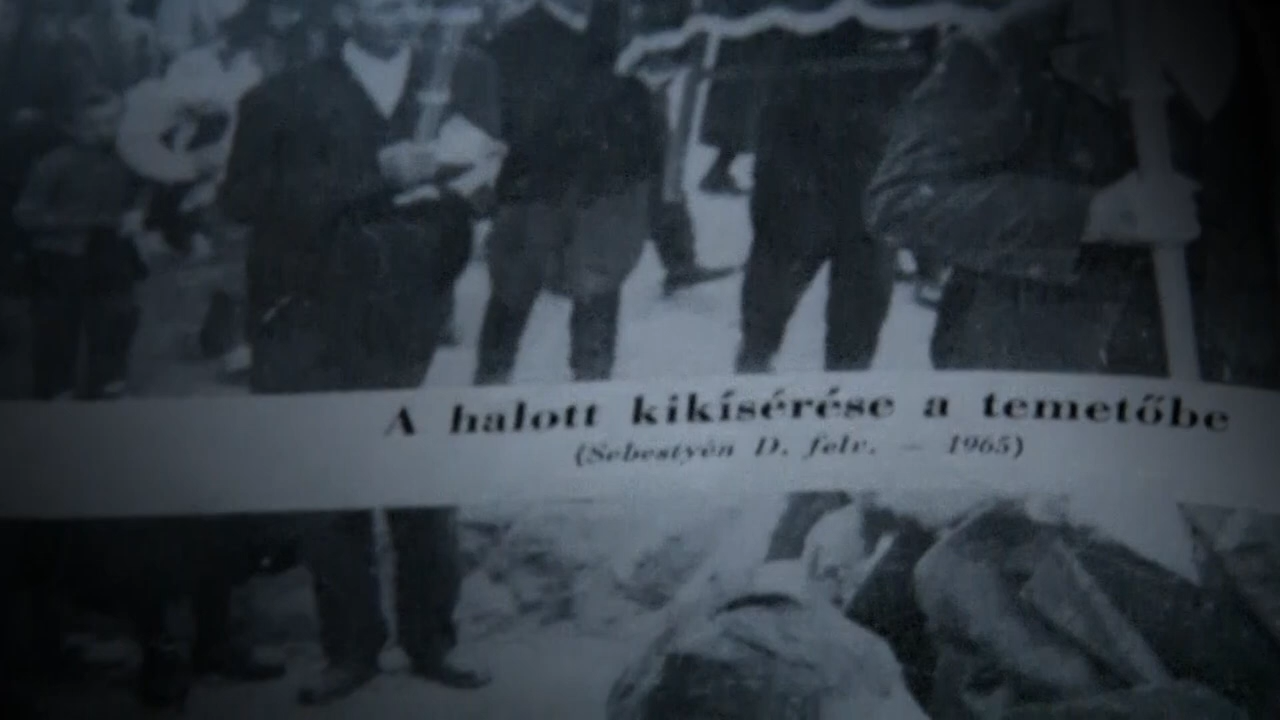 A halott kikísérése a temetőbe
(Sebestyén D. felv. — 1965)